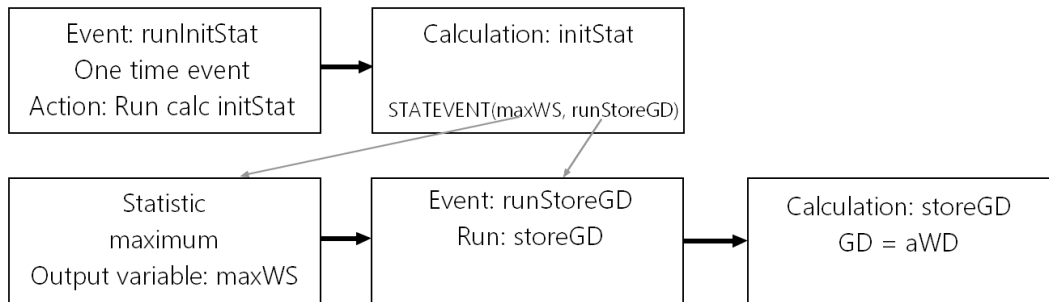 Event: runInitStat
One time event
Action: Run calc initStat
Calculation: initStat
STATEVENT(maxWS, runStoreGD)
Statistic
maximum
Output variable: maxWS
Event: runStoreGD
Run: storeGD
Calculation: storeGD
GD = aWD